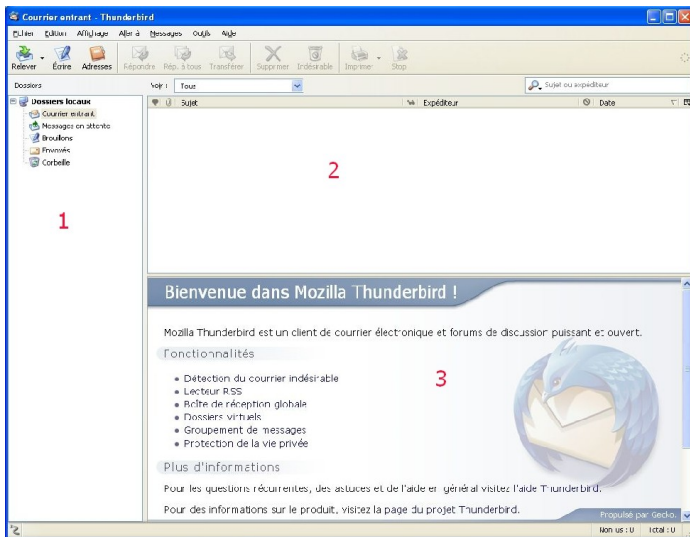 Courrier entrant - Thunderbird
Fichier Edition Affichage Aller à Messages Outils Aide
Relever Écrire Adresses Répondre Rép. à tous Transférer Supprimer Indésirable Imprimer Stop
Dossiers Voir : Tous Sujet ou expéditeur
Dossiers locaux
Sujet Expéditeur Date
Courrier entrant
Messages en attente
Brouillons
Envoyés
Corbeille
2
1
Bienvenue dans Mozilla Thunderbird !
Mozilla Thunderbird est un client de courrier électronique et forums de discussion puissant et ouvert.
Fonctionnalités
3
• Détection du courrier indésirable
• Lecteur RSS
• Boîte de réception globale
• Dossiers virtuels
• Groupement de messages
• Protection de la vie privée
Plus d'informations
Pour les questions récurrentes, des astuces et de l'aide en général visitez l'aide Thunderbird.
Pour des informations sur le produit, visitez la page du projet Thunderbird.
Propulsé par Gecko.
Non lus : 0 Total : 0